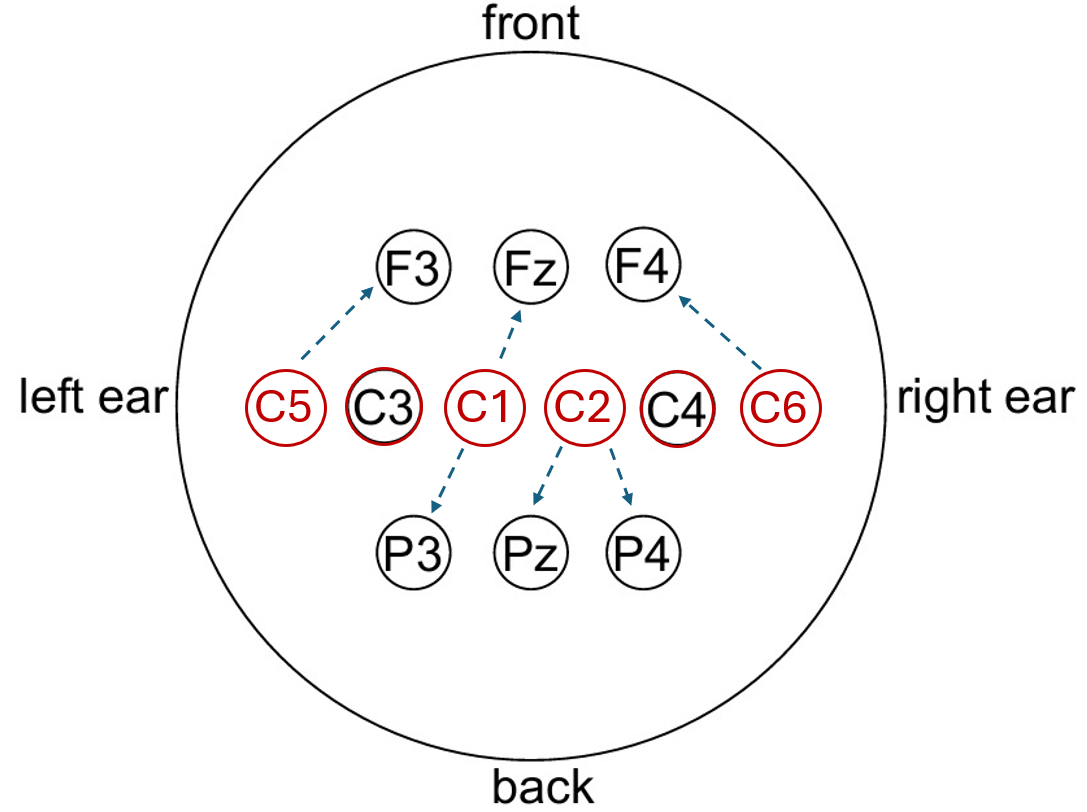 front
F3 Fz F4
left ear C5 C3 C1 C2 C4 C6 right ear
P3 Pz P4
back